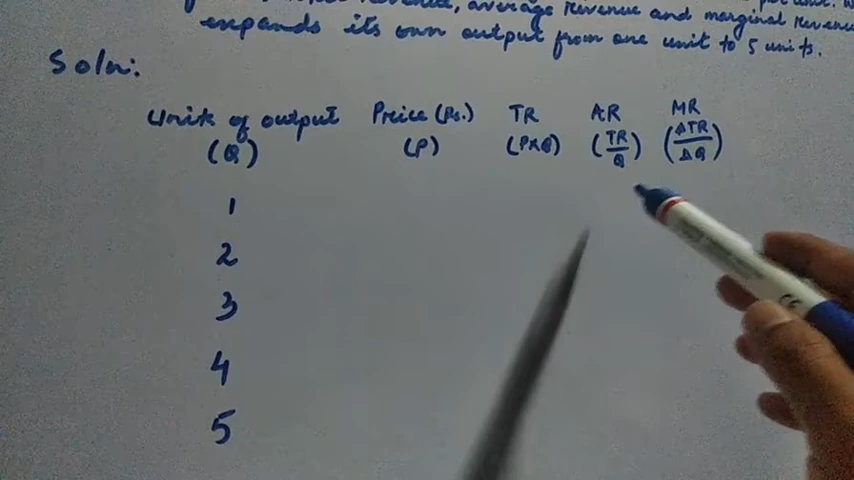 revenue, average revenue and marginal revenue
expands its own output from one unit to 5 units.
Soln:
Unit of output Price (Rs.) TR AR MR
(Q) (P) (P×Q) (TR/Q) (ΔTR/ΔQ)
1
2
3
4
5